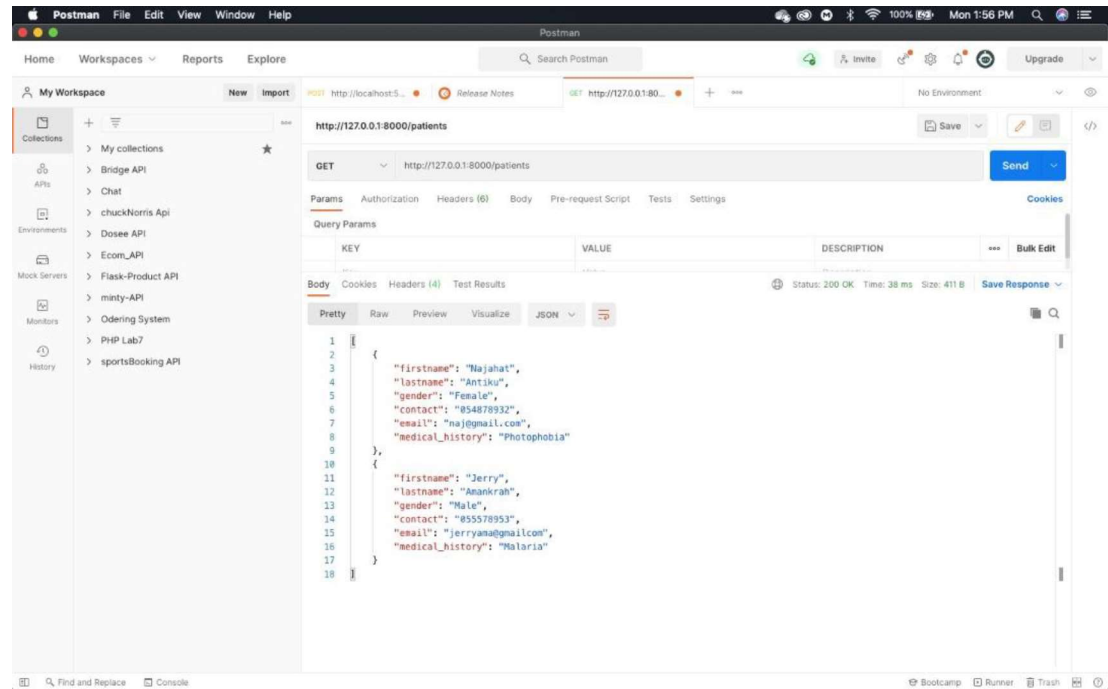 Postman File Edit View Window Help 100% Mon 1:56 PM
Postman
Home Workspaces Reports Explore Search Postman Invite Upgrade
My Workspace New Import POST http://localhost:5... Release Notes GET http://127.0.0.1:80... No Environment
Collections
APIs
Environments
Mock Servers
Monitors
History
My collections
Bridge API
Chat
chuckNorris Api
Dosee API
Ecom_API
Flask-Product API
minty-API
Odering System
PHP Lab7
sportsBooking API
http://127.0.0.1:8000/patients Save
GET http://127.0.0.1:8000/patients Send
Params Authorization Headers (6) Body Pre-request Script Tests Settings Cookies
Query Params
KEY VALUE DESCRIPTION Bulk Edit
Body Cookies Headers (4) Test Results Status: 200 OK Time: 38 ms Size: 411 B Save Response
Pretty Raw Preview Visualize JSON
1 [
2 {
3 "firstname": "Najahat",
4 "lastname": "Antiku",
5 "gender": "Female",
6 "contact": "054878932",
7 "email": "naj@gmail.com",
8 "medical_history": "Photophobia"
9 },
10 {
11 "firstname": "Jerry",
12 "lastname": "Amankrah",
13 "gender": "Male",
14 "contact": "055578953",
15 "email": "jerryama@gmailcom",
16 "medical_history": "Malaria"
17 }
18 ]
Find and Replace Console Bootcamp Runner Trash